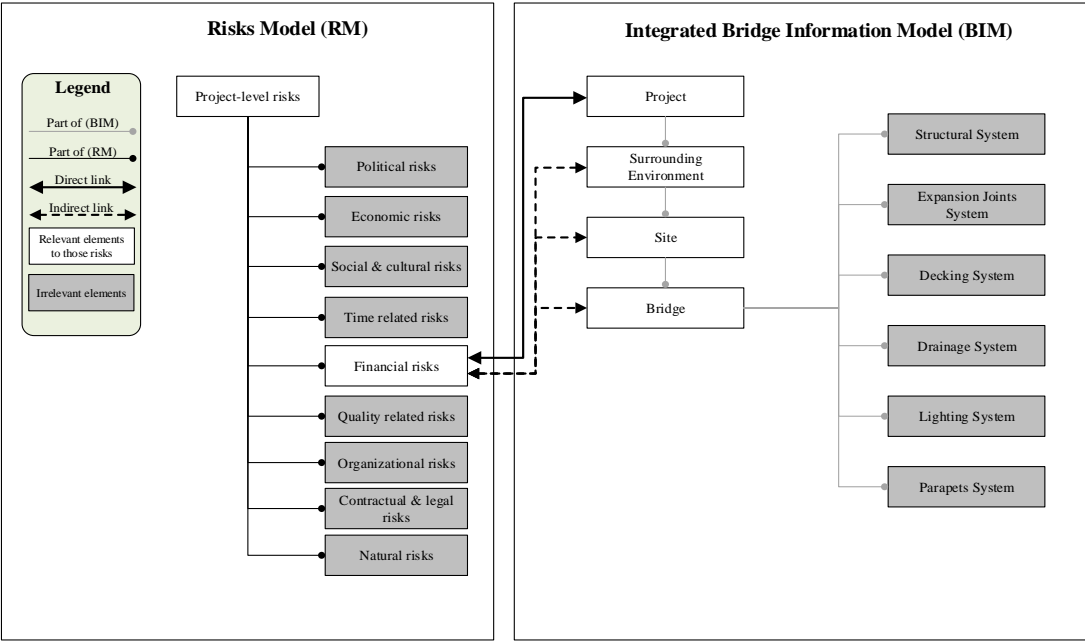 Risks Model (RM)
Legend
Part of (BIM)
Part of (RM)
Direct link
Indirect link
Relevant elements
to those risks
Irrelevant elements
Project-level risks
Political risks
Economic risks
Social & cultural risks
Time related risks
Financial risks
Quality related risks
Organizational risks
Contractual & legal
risks
Natural risks
Integrated Bridge Information Model (BIM)
Project
Surrounding
Environment
Site
Bridge
Structural System
Expansion Joints
System
Decking System
Drainage System
Lighting System
Parapets System